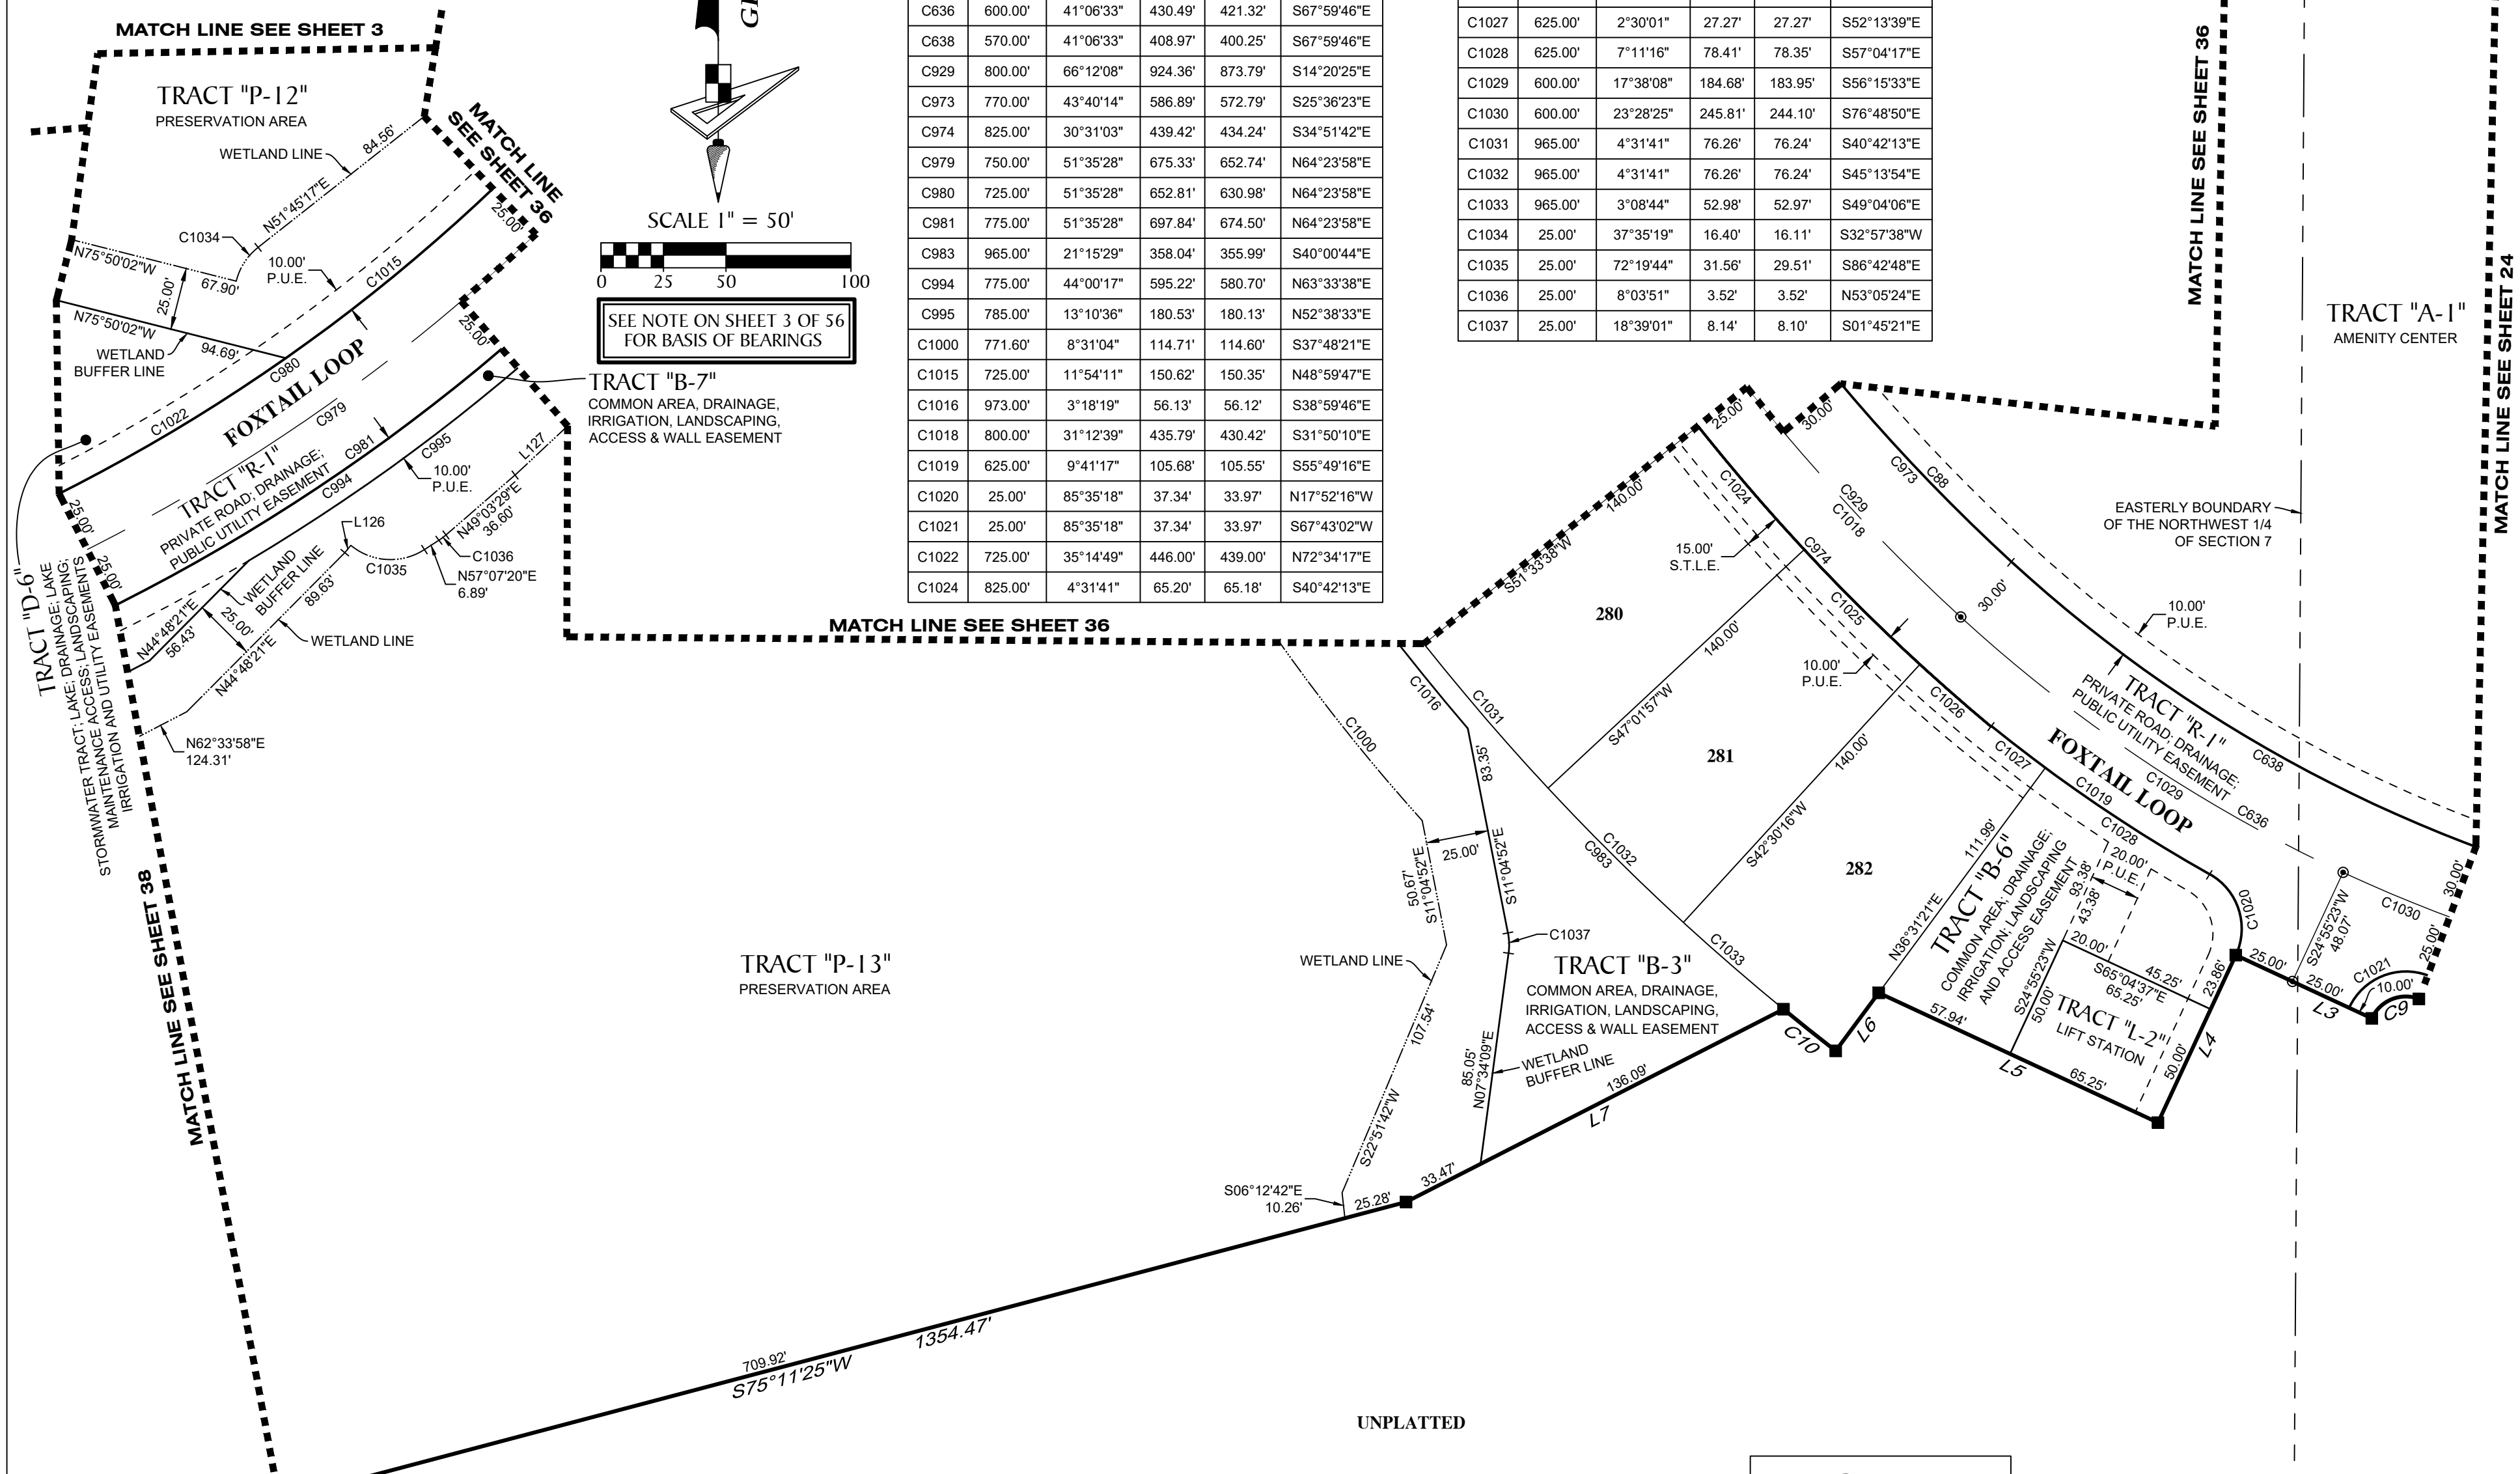 MATCH LINE SEE SHEET 3
TRACT "P-12"
PRESERVATION AREA
WETLAND LINE
84.56'
N51°45'17"E
MATCH LINE
SEE SHEET 36
25.00'
C1034
N75°50'02"W
67.90'
10.00'
P.U.E.
C1015
25.00'
N75°50'02"W
94.69'
WETLAND
BUFFER LINE
C980
25.00'
C1022
FOXTAIL LOOP
C979
TRACT "R-1"
PRIVATE ROAD; DRAINAGE;
PUBLIC UTILITY EASEMENT
C981
C994
C995
10.00'
P.U.E.
L127
N49°03'29"E
36.60'
L126
C1035
C1036
N57°07'20"E
6.89'
25.00'
25.00'
WETLAND
BUFFER LINE
89.63'
N44°48'21"E
56.43'
25.00'
N44°48'21"E
WETLAND LINE
N62°33'58"E
124.31'
TRACT "D-6"
STORMWATER TRACT; LAKE; DRAINAGE; LAKE
MAINTENANCE ACCESS; LANDSCAPING;
IRRIGATION AND UTILITY EASEMENTS
MATCH LINE SEE SHEET 38
SCALE 1" = 50'
0 25 50 100
SEE NOTE ON SHEET 3 OF 56
FOR BASIS OF BEARINGS
TRACT "B-7"
COMMON AREA, DRAINAGE,
IRRIGATION, LANDSCAPING,
ACCESS & WALL EASEMENT
C636 600.00' 41°06'33" 430.49' 421.32' S67°59'46"E
C638 570.00' 41°06'33" 408.97' 400.25' S67°59'46"E
C929 800.00' 66°12'08" 924.36' 873.79' S14°20'25"E
C973 770.00' 43°40'14" 586.89' 572.79' S25°36'23"E
C974 825.00' 30°31'03" 439.42' 434.24' S34°51'42"E
C979 750.00' 51°35'28" 675.33' 652.74' N64°23'58"E
C980 725.00' 51°35'28" 652.81' 630.98' N64°23'58"E
C981 775.00' 51°35'28" 697.84' 674.50' N64°23'58"E
C983 965.00' 21°15'29" 358.04' 355.99' S40°00'44"E
C994 775.00' 44°00'17" 595.22' 580.70' N63°33'38"E
C995 785.00' 13°10'36" 180.53' 180.13' N52°38'33"E
C1000 771.60' 8°31'04" 114.71' 114.60' S37°48'21"E
C1015 725.00' 11°54'11" 150.62' 150.35' N48°59'47"E
C1016 973.00' 3°18'19" 56.13' 56.12' S38°59'46"E
C1018 800.00' 31°12'39" 435.79' 430.42' S31°50'10"E
C1019 625.00' 9°41'17" 105.68' 105.55' S55°49'16"E
C1020 25.00' 85°35'18" 37.34' 33.97' N17°52'16"W
C1021 25.00' 85°35'18" 37.34' 33.97' S67°43'02"W
C1022 725.00' 35°14'49" 446.00' 439.00' N72°34'17"E
C1024 825.00' 4°31'41" 65.20' 65.18' S40°42'13"E
C1027 625.00' 2°30'01" 27.27' 27.27' S52°13'39"E
C1028 625.00' 7°11'16" 78.41' 78.35' S57°04'17"E
C1029 600.00' 17°38'08" 184.68' 183.95' S56°15'33"E
C1030 600.00' 23°28'25" 245.81' 244.10' S76°48'50"E
C1031 965.00' 4°31'41" 76.26' 76.24' S40°42'13"E
C1032 965.00' 4°31'41" 76.26' 76.24' S45°13'54"E
C1033 965.00' 3°08'44" 52.98' 52.97' S49°04'06"E
C1034 25.00' 37°35'19" 16.40' 16.11' S32°57'38"W
C1035 25.00' 72°19'44" 31.56' 29.51' S86°42'48"E
C1036 25.00' 8°03'51" 3.52' 3.52' N53°05'24"E
C1037 25.00' 18°39'01" 8.14' 8.10' S01°45'21"E
MATCH LINE SEE SHEET 36
TRACT "A-1"
AMENITY CENTER
MATCH LINE SEE SHEET 24
EASTERLY BOUNDARY
OF THE NORTHWEST 1/4
OF SECTION 7
MATCH LINE SEE SHEET 36
25.00'
30.00'
C1024
140.00'
S51°33'38"W
C973
C88
C929
C1018
15.00'
S.T.L.E.
C974
280
C1025
30.00'
10.00'
P.U.E.
140.00'
S47°01'57"W
10.00'
P.U.E.
C1016
C1031
C1000
83.35'
281
C1026
140.00'
S42°30'16"W
C1027
TRACT "R-1"
PRIVATE ROAD; DRAINAGE;
PUBLIC UTILITY EASEMENT
FOXTAIL LOOP
C638
C1029
C636
C1019
C1028
25.00'
50.67'
S11°04'52"E
S11°04'52"E
C1032
C983
282
111.99'
N36°31'21"E
TRACT "B-6"
COMMON AREA; DRAINAGE;
IRRIGATION; LANDSCAPING
AND ACCESS EASEMENT
20.00'
P.U.E.
93.38'
43.38'
C1020
30.00'
C1030
25.00'
S24°55'23"W
48.07'
C1037
C1033
WETLAND LINE
TRACT "B-3"
COMMON AREA, DRAINAGE,
IRRIGATION, LANDSCAPING,
ACCESS & WALL EASEMENT
20.00'
S65°04'37"E
65.25'
45.25'
23.86'
25.00'
25.00'
C1021
10.00'
L3
C9
S24°55'23"W
50.00'
57.94'
TRACT "L-2"
LIFT STATION
L4
50.00'
L5
65.25'
C10
L6
TRACT "P-13"
PRESERVATION AREA
107.54'
S22°51'42"W
85.05'
N07°34'09"E
WETLAND
BUFFER LINE
136.09'
L7
33.47'
S06°12'42"E
10.26'
25.28'
709.92'
S75°11'25"W
1354.47'
UNPLATTED